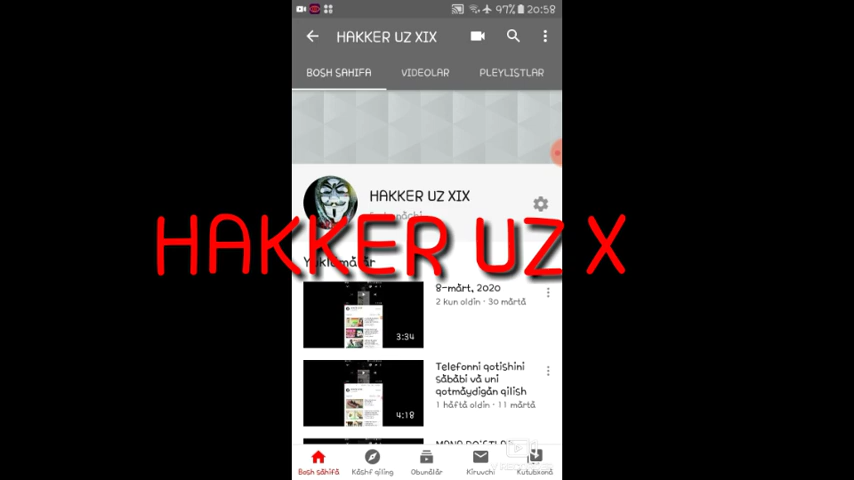 97% 20:58
HAKKER UZ XIX
BOSH SAHIFA VIDEOLAR PLEYLISTLAR
HAKKER UZ XIX
HAKKER UZ X
8-mart, 2020
2 kun oldin · 30 marta
3:34
Telefonni qotishini
sababi va uni
qotmaydigan qilish
1 hafta oldin · 11 marta
4:18
Bosh sahifa Kashf qiling Obunalar Kiruvchi Kutubxona